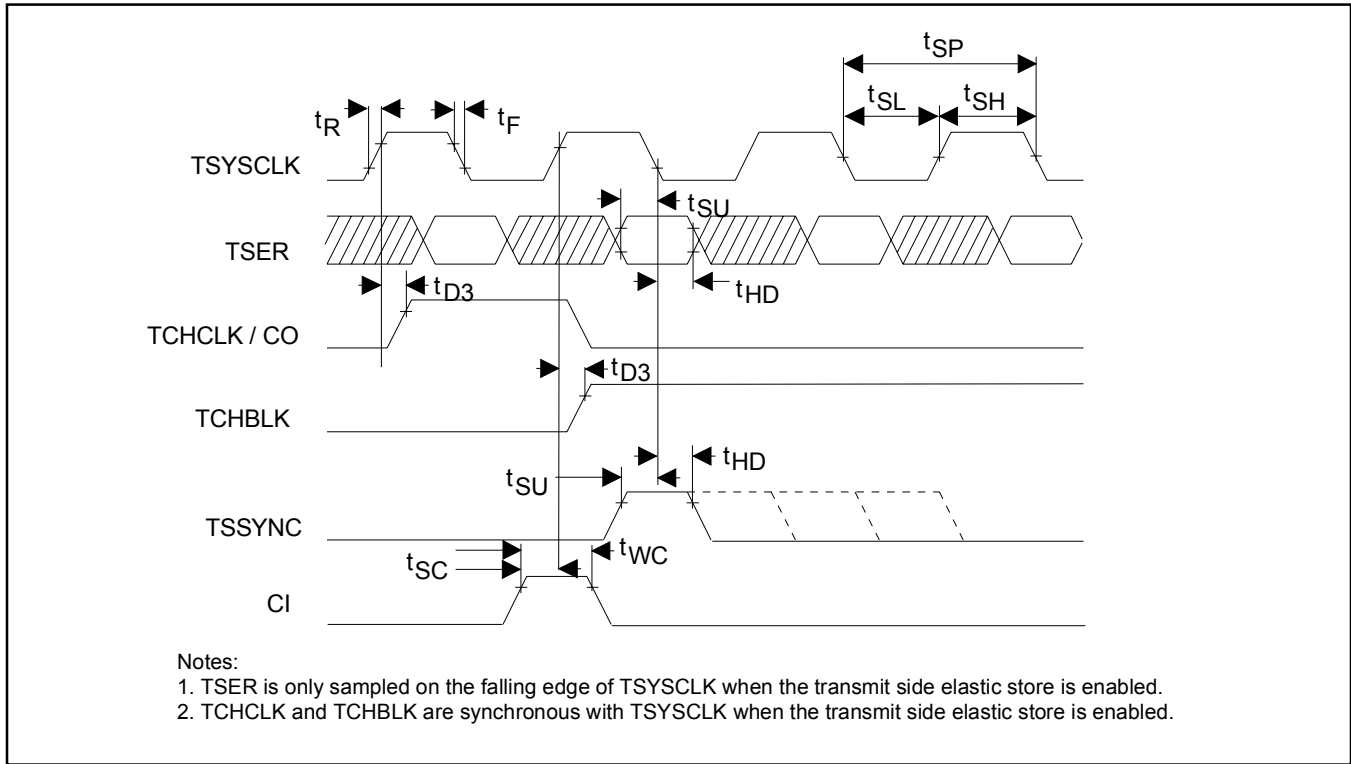 tSP
tSL tSH
tR tF
TSYSCLK
tSU
TSER
tD3 tHD
TCHCLK / CO
tD3
TCHBLK
tHD
tSU
TSSYNC
tWC
tSC
CI
Notes:
1. TSER is only sampled on the falling edge of TSYSCLK when the transmit side elastic store is enabled.
2. TCHCLK and TCHBLK are synchronous with TSYSCLK when the transmit side elastic store is enabled.